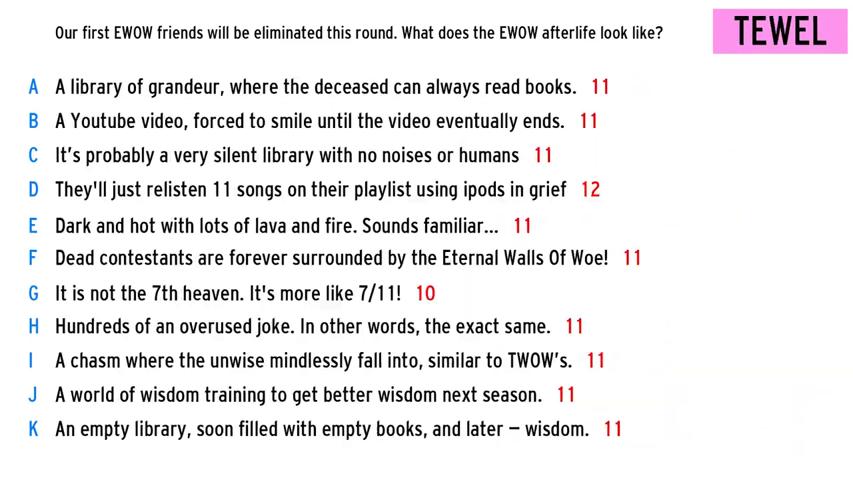 Our first EWOW friends will be eliminated this round. What does the EWOW afterlife look like?
TEWEL
A A library of grandeur, where the deceased can always read books. 11
B A Youtube video, forced to smile until the video eventually ends. 11
C It's probably a very silent library with no noises or humans 11
D They'll just relisten 11 songs on their playlist using ipods in grief 12
E Dark and hot with lots of lava and fire. Sounds familiar... 11
F Dead contestants are forever surrounded by the Eternal Walls Of Woe! 11
G It is not the 7th heaven. It's more like 7/11! 10
H Hundreds of an overused joke. In other words, the exact same. 11
I A chasm where the unwise mindlessly fall into, similar to TWOW's. 11
J A world of wisdom training to get better wisdom next season. 11
K An empty library, soon filled with empty books, and later – wisdom. 11